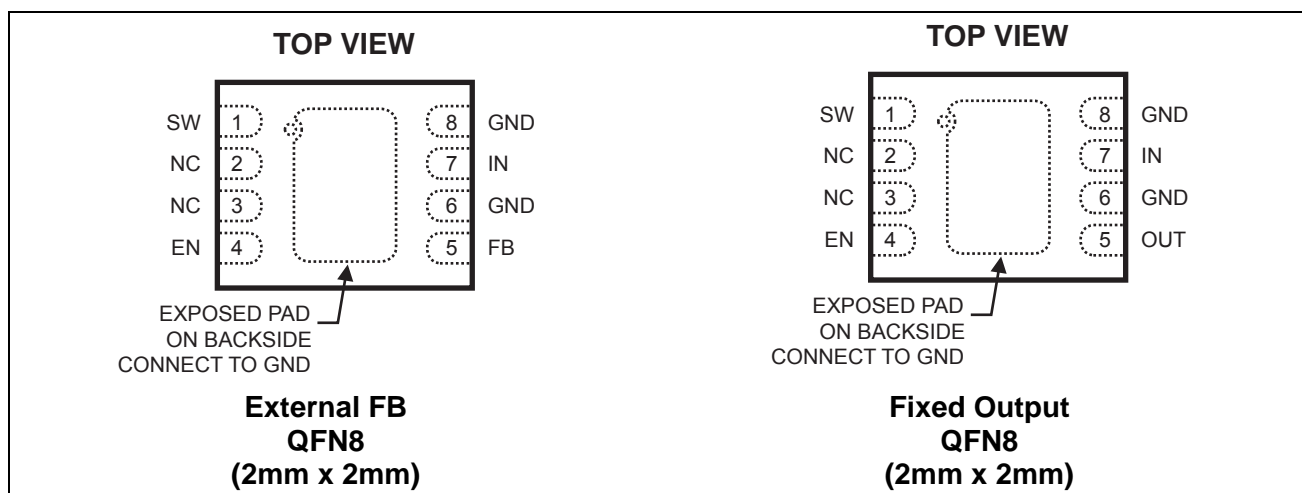 TOP VIEW
SW 1 8 GND
NC 2 7 IN
NC 3 6 GND
EN 4 5 FB
EXPOSED PAD
ON BACKSIDE
CONNECT TO GND
External FB
QFN8
(2mm x 2mm)
TOP VIEW
SW 1 8 GND
NC 2 7 IN
NC 3 6 GND
EN 4 5 OUT
EXPOSED PAD
ON BACKSIDE
CONNECT TO GND
Fixed Output
QFN8
(2mm x 2mm)